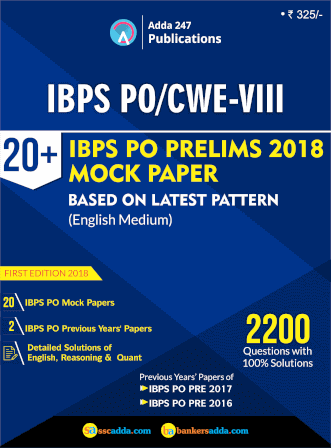 • ₹ 325/-
Adda 247
Publications
IBPS PO/CWE-VIII
20+
IBPS PO PRELIMS 2018
MOCK PAPER
BASED ON LATEST PATTERN
(English Medium)
FIRST EDITION 2018
20 IBPS PO Mock Papers
2 IBPS PO Previous Years' Papers
Detailed Solutions of
English, Reasoning & Quant
2200
Questions with
100% Solutions
Previous Years' Papers of
IBPS PO PRE 2017
IBPS PO PRE 2016
sscadda.com
bankersadda.com